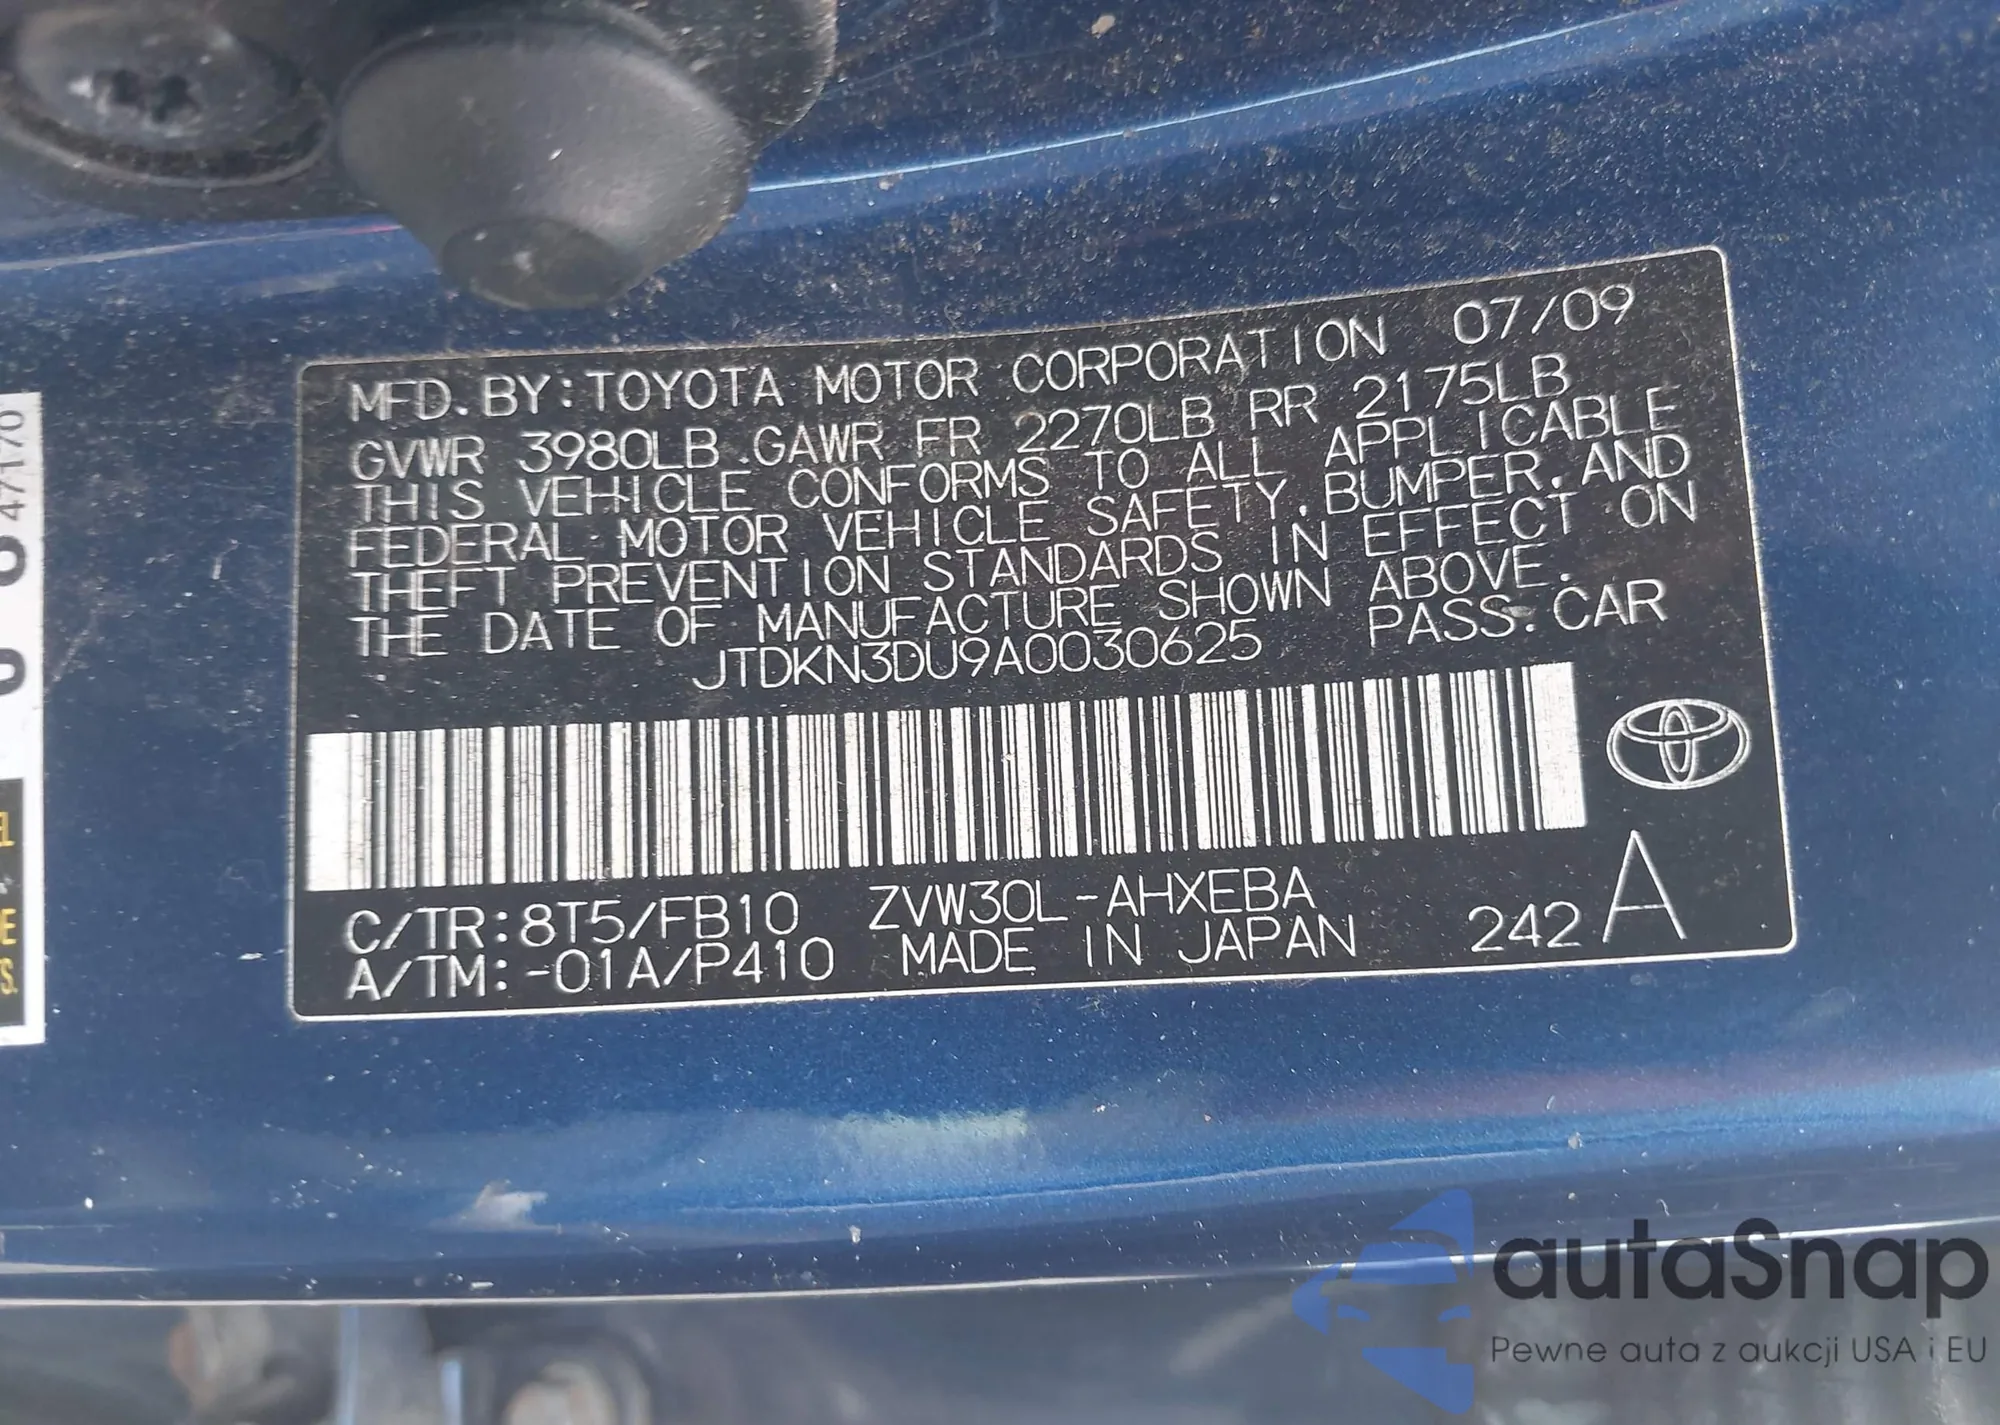 MFD. BY: TOYOTA MOTOR CORPORATION 07/09
GVWR 3980LB GAWR FR 2270LB RR 2175LB
THIS VEHICLE CONFORMS TO ALL APPLICABLE
FEDERAL MOTOR VEHICLE SAFETY, BUMPER, AND
THEFT PREVENTION STANDARDS IN EFFECT ON
THE DATE OF MANUFACTURE SHOWN ABOVE.
JTDKN3DU9A0030625 PASS. CAR
C/TR: 8T5/FB10 ZVW30L-AHXEBA
A/TM: -01A/P410 MADE IN JAPAN 242 A
47170
autaSnap
Pewne auta z aukcji USA i EU